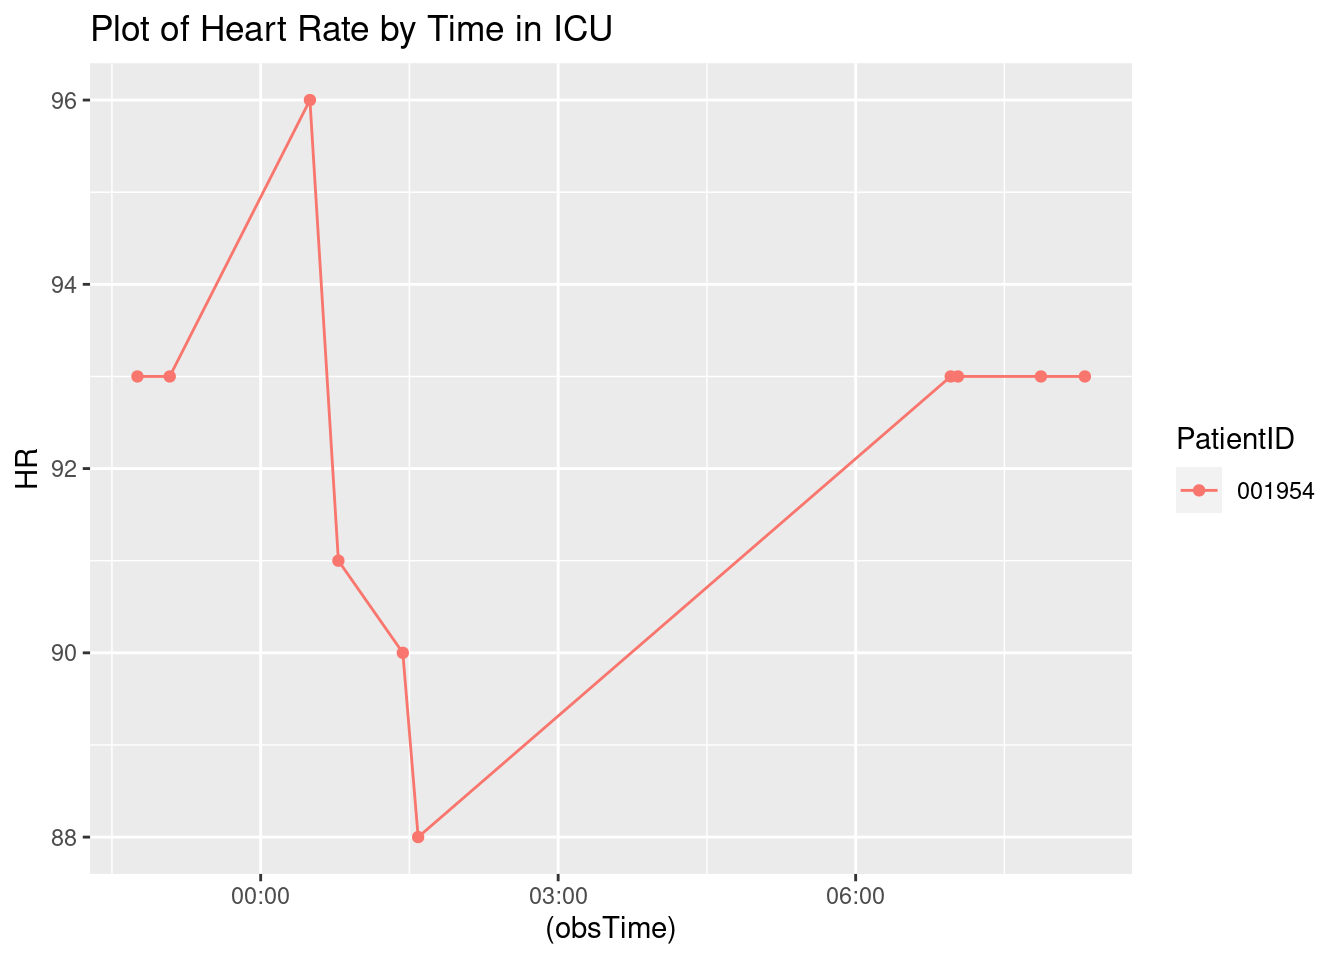 Plot of Heart Rate by Time in ICU
96
94
92
90
88
HR
00:00 03:00 06:00
(obsTime)
PatientID
001954